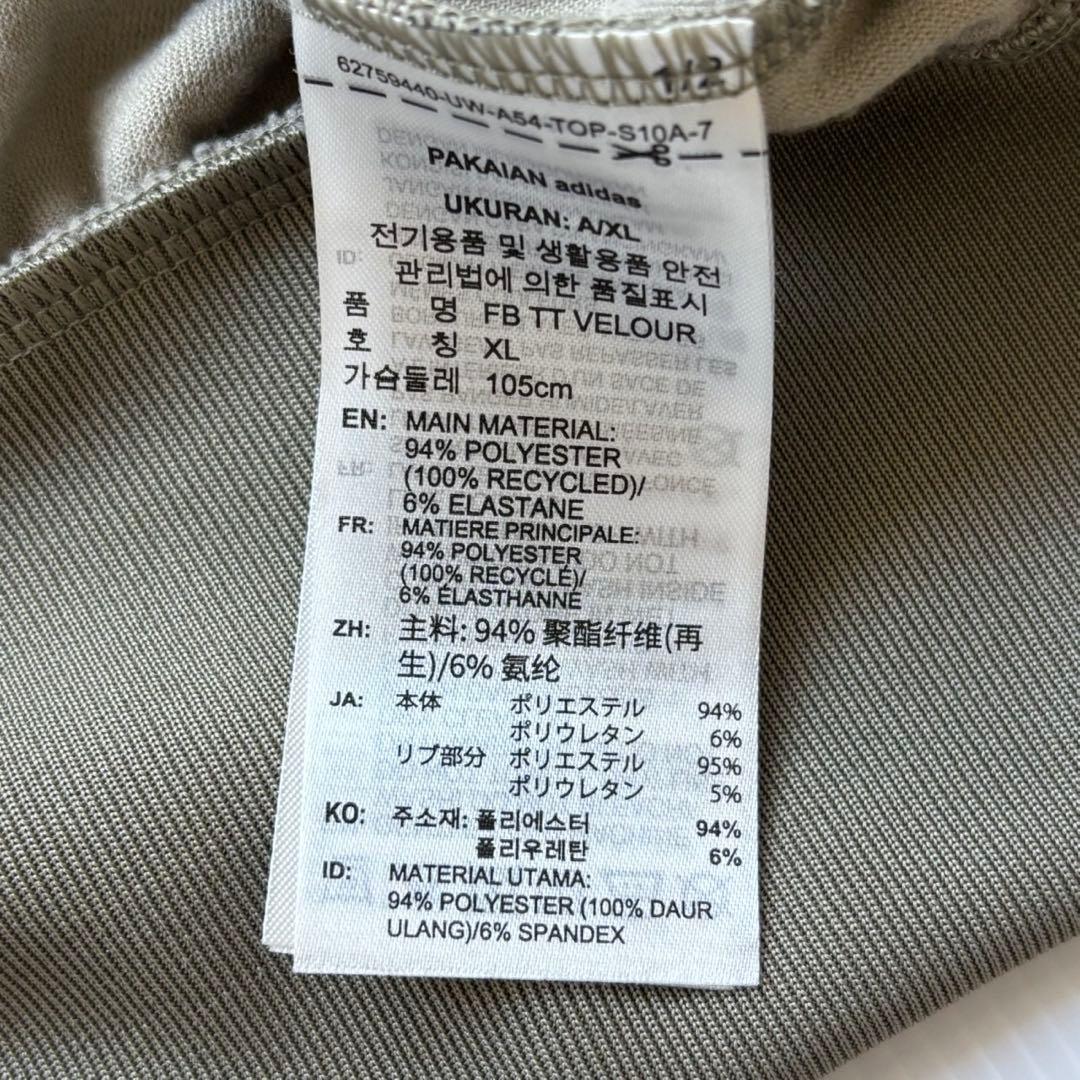 1/2
62759440-UW-A54-TOP-S10A-7
PAKAIAN adidas
UKURAN: A/XL
전기용품 및 생활용품 안전
관리법에 의한 품질표시
품 명 FB TT VELOUR
호 칭 XL
가슴둘레 105cm
EN: MAIN MATERIAL:
94% POLYESTER
(100% RECYCLED)/
6% ELASTANE
FR: MATIERE PRINCIPALE:
94% POLYESTER
(100% RECYCLÉ)/
6% ÉLASTHANNE
ZH: 主料: 94% 聚酯纤维(再
生)/6% 氨纶
JA: 本体 ポリエステル 94%
ポリウレタン 6%
リブ部分 ポリエステル 95%
ポリウレタン 5%
KO: 주소재: 폴리에스터 94%
폴리우레탄 6%
ID: MATERIAL UTAMA:
94% POLYESTER (100% DAUR
ULANG)/6% SPANDEX